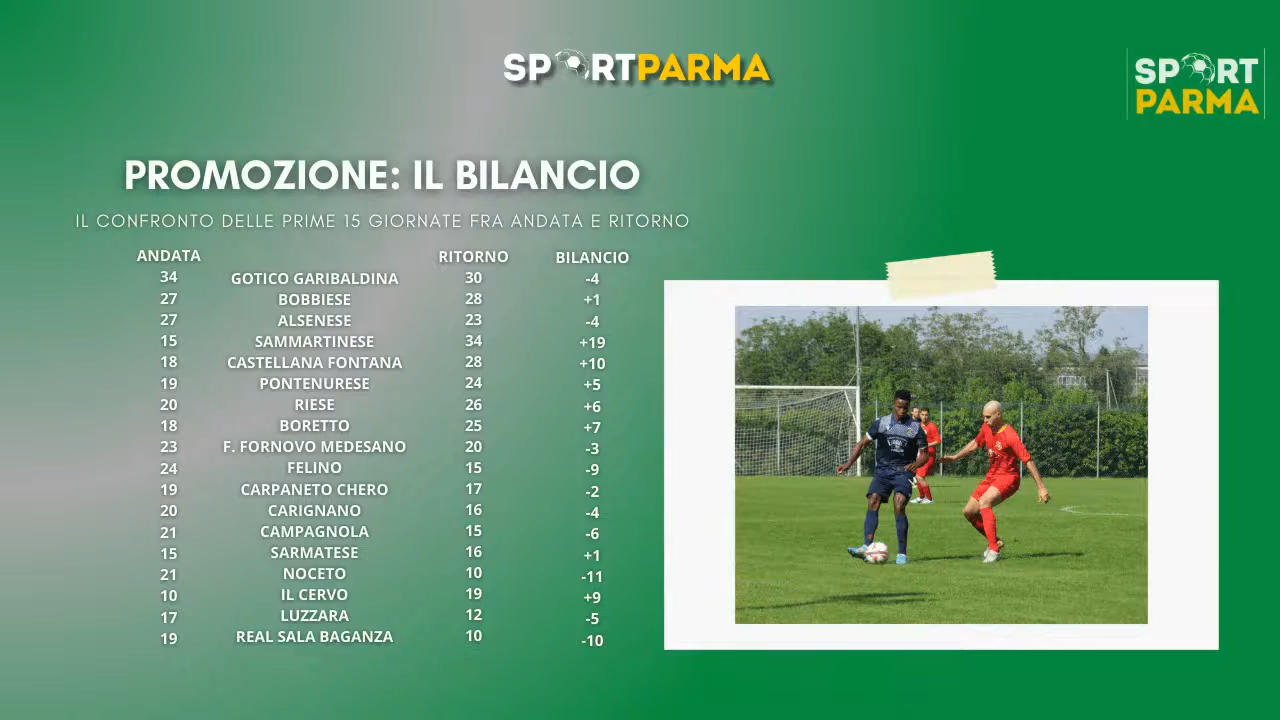 SPORTPARMA
SPORT
PARMA
PROMOZIONE: IL BILANCIO
IL CONFRONTO DELLE PRIME 15 GIORNATE FRA ANDATA E RITORNO
ANDATA RITORNO BILANCIO
34 GOTICO GARIBALDINA 30 -4
27 BOBBIESE 28 +1
27 ALSENESE 23 -4
15 SAMMARTINESE 34 +19
18 CASTELLANA FONTANA 28 +10
19 PONTENURESE 24 +5
20 RIESE 26 +6
18 BORETTO 25 +7
23 F. FORNOVO MEDESANO 20 -3
24 FELINO 15 -9
19 CARPANETO CHERO 17 -2
20 CARIGNANO 16 -4
21 CAMPAGNOLA 15 -6
15 SARMATESE 16 +1
21 NOCETO 10 -11
10 IL CERVO 19 +9
17 LUZZARA 12 -5
19 REAL SALA BAGANZA 10 -10